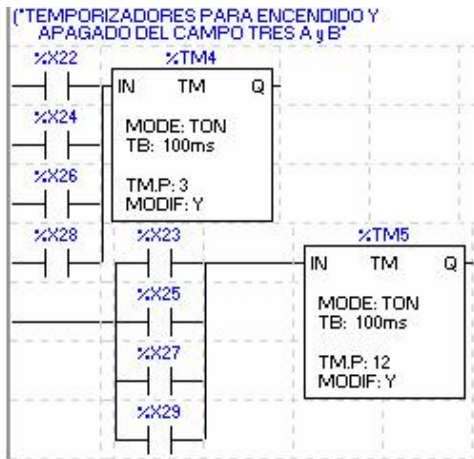 ("TEMPORIZADORES PARA ENCENDIDO Y
APAGADO DEL CAMPO TRES A y B"
%X22
%TM4
IN TM Q
%X24
MODE: TON
TB: 100ms
%X26
TM.P: 3
MODIF: Y
%X28
%X23
%TM5
IN TM Q
%X25
MODE: TON
TB: 100ms
%X27
TM.P: 12
MODIF: Y
%X29